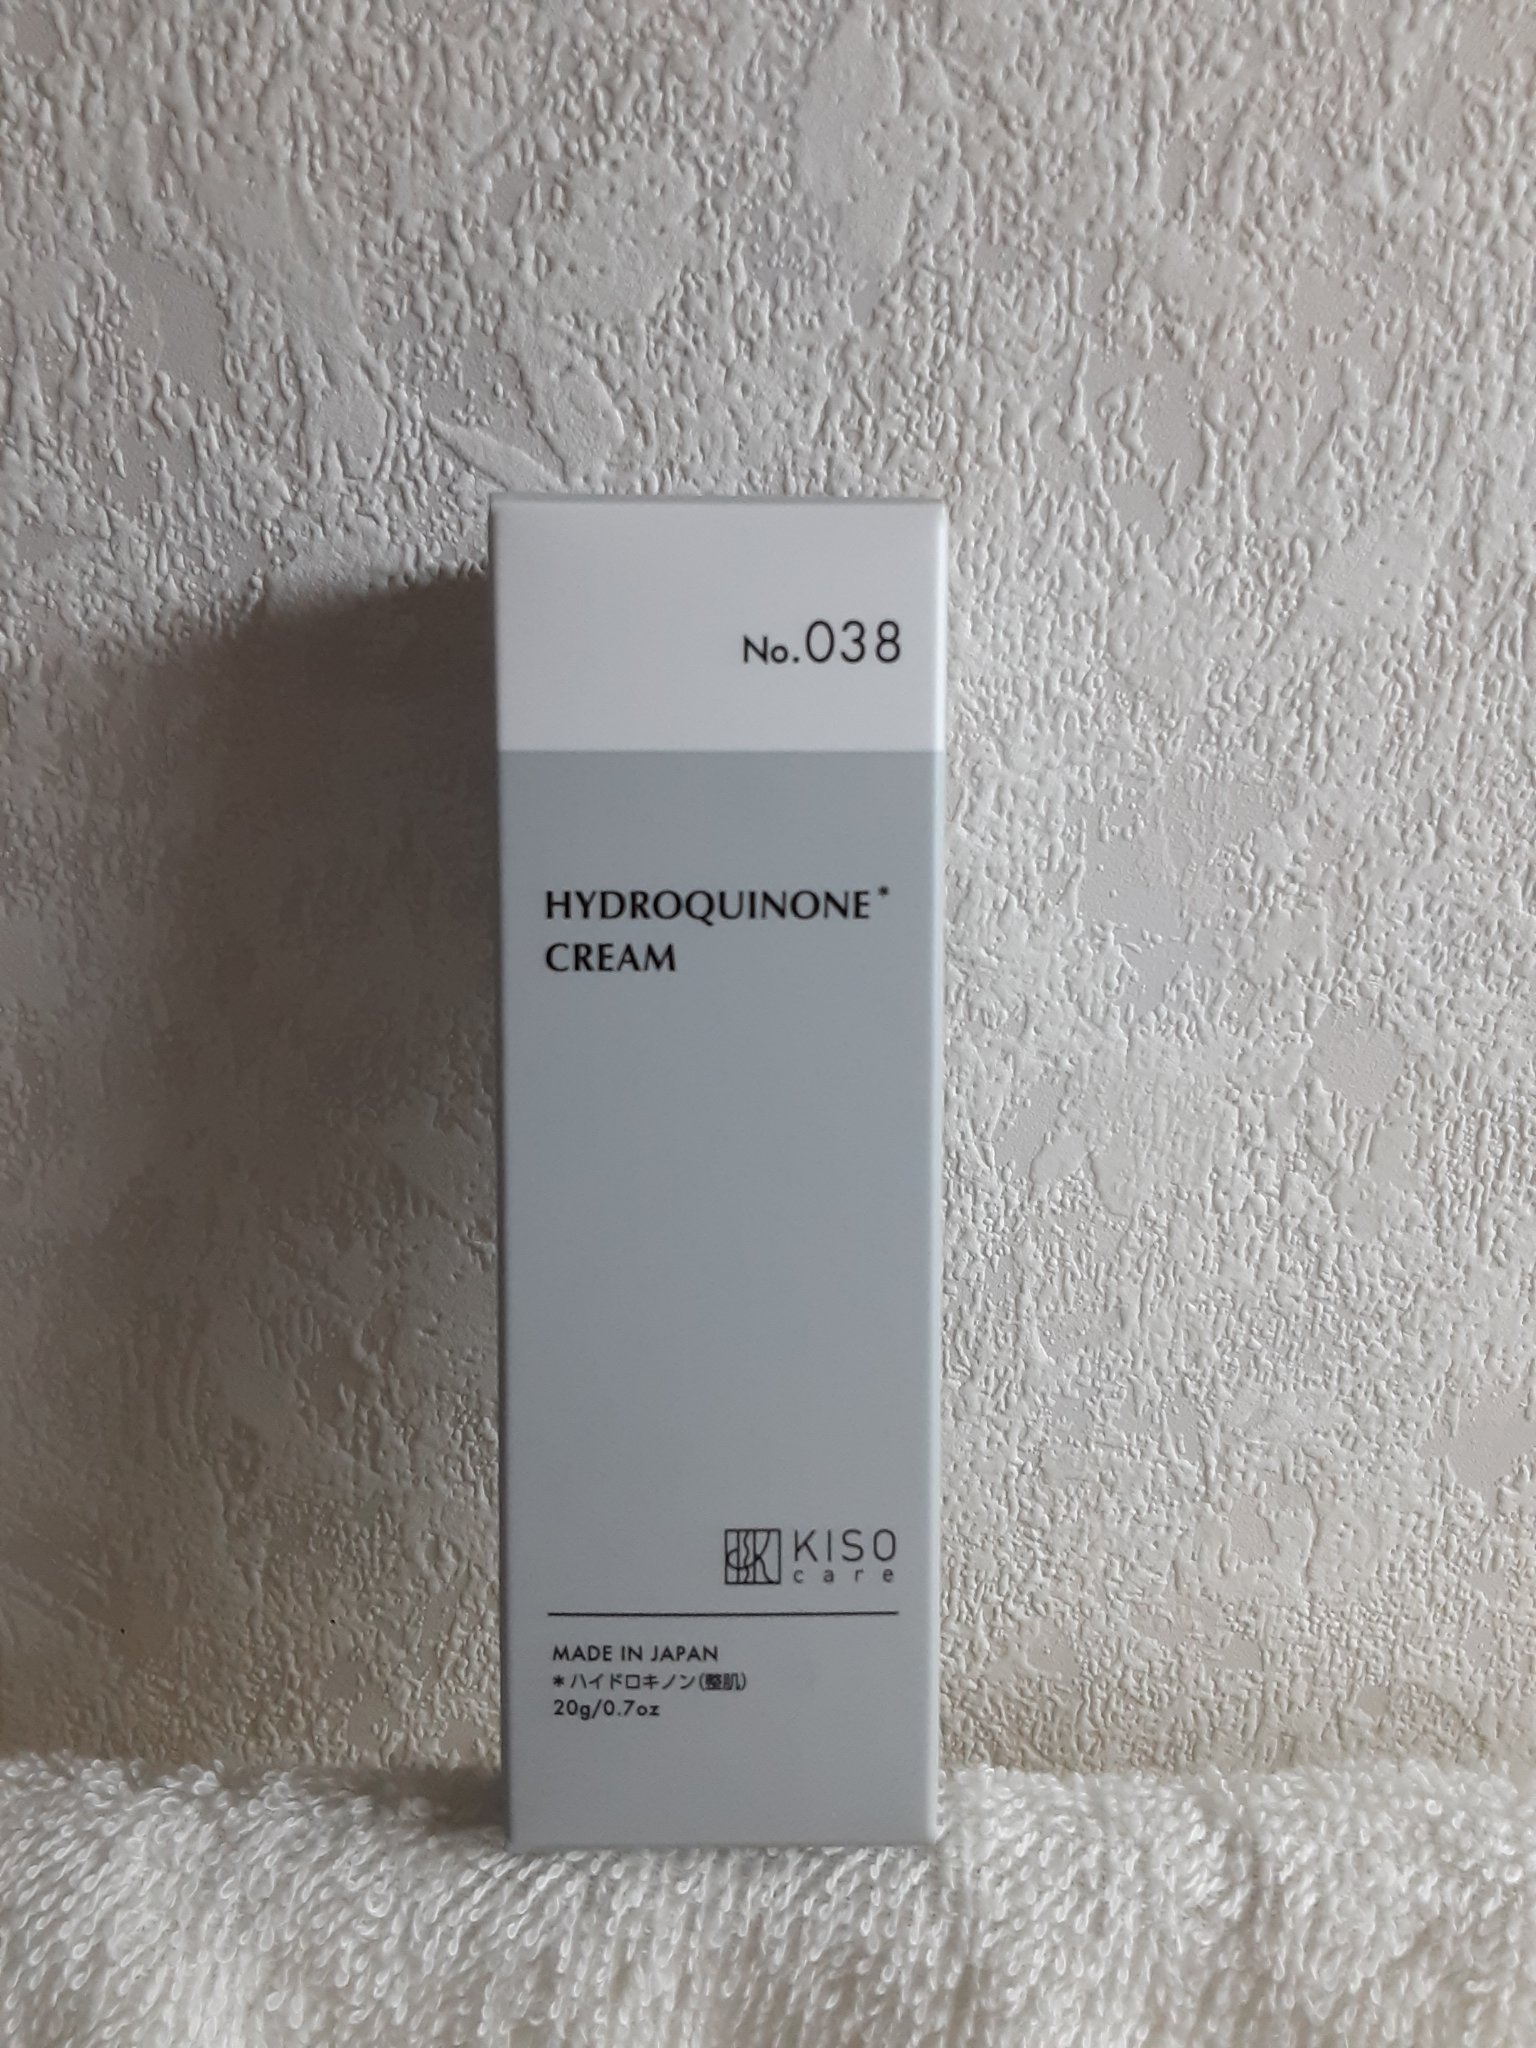 No.038
HYDROQUINONE*
CREAM
KISO
care
MADE IN JAPAN
*ハイドロキノン(整肌)
20g/0.7oz